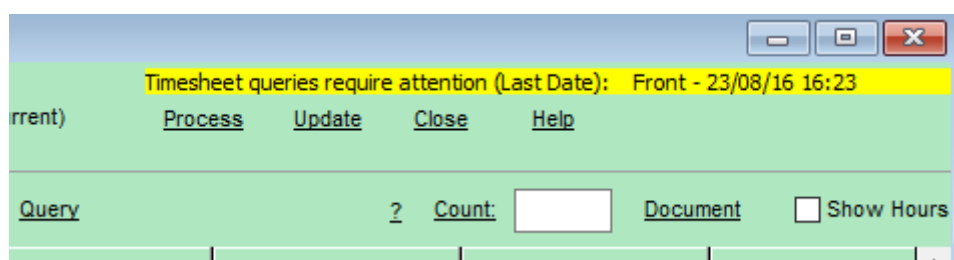 Timesheet queries require attention (Last Date): Front - 23/08/16 16:23
rrent) Process Update Close Help
Query ? Count: Document Show Hours